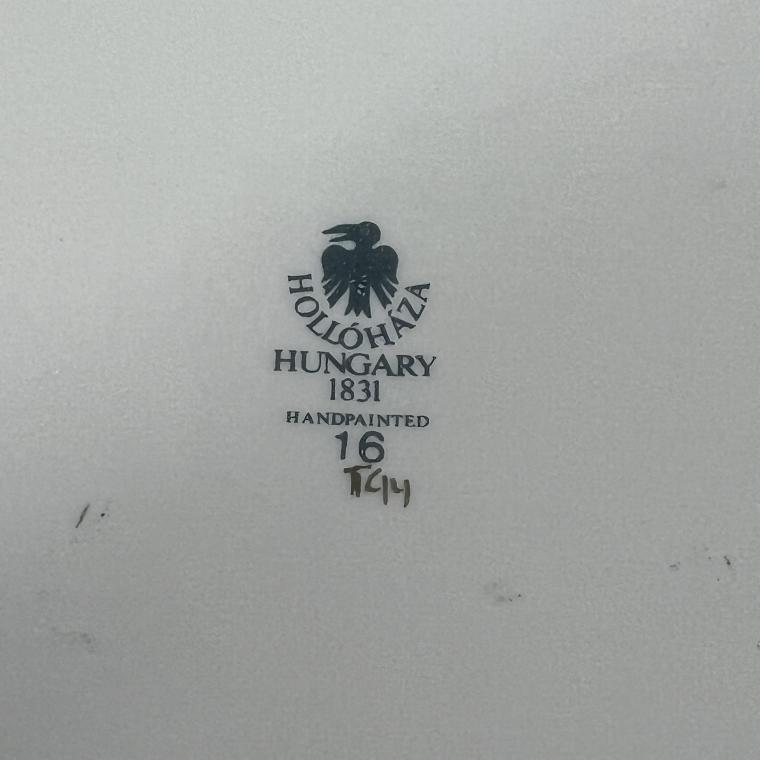 HOLLÓHÁZA
HUNGARY
1831
HANDPAINTED
16